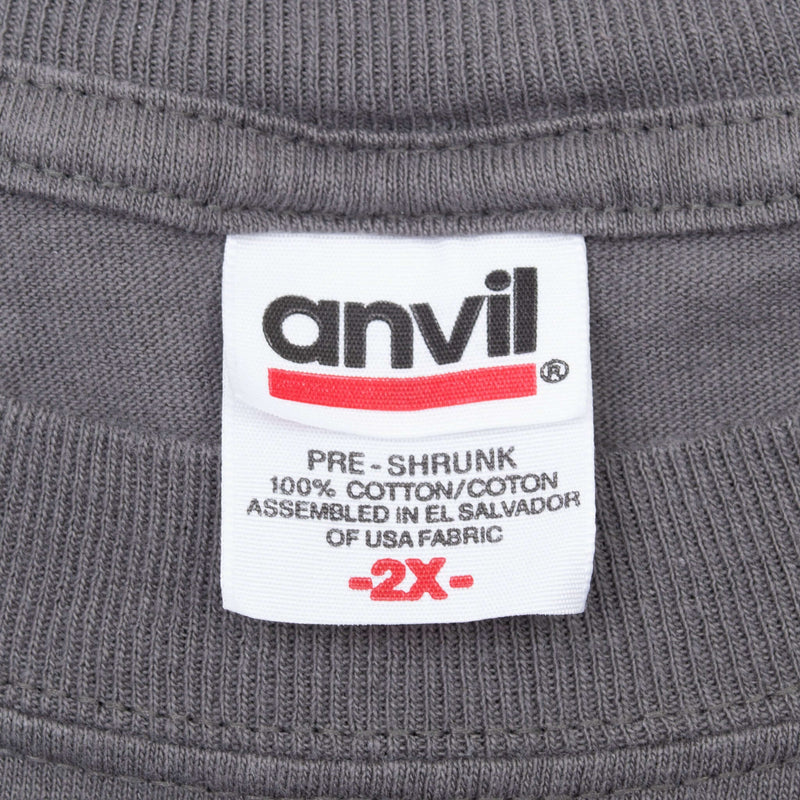 anvil®
PRE-SHRUNK
100% COTTON/COTON
ASSEMBLED IN EL SALVADOR
OF USA FABRIC
-2X-